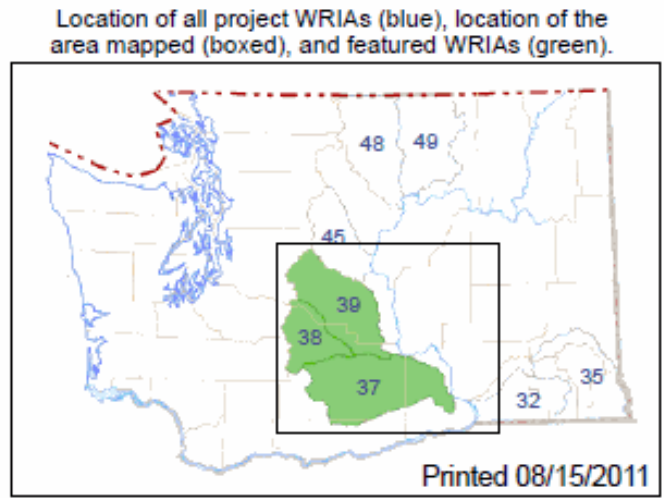 Location of all project WRIAs (blue), location of the
area mapped (boxed), and featured WRIAs (green).
48 49
45
39
38
37
35
32
Printed 08/15/2011